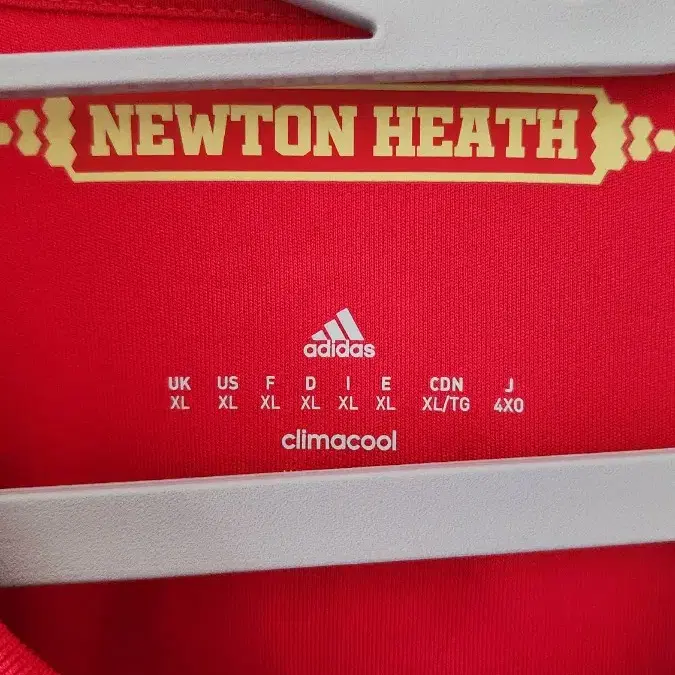 NEWTON HEATH
adidas
UK US F D I E CDN J
XL XL XL XL XL XL XL/TG 4XO
climacool